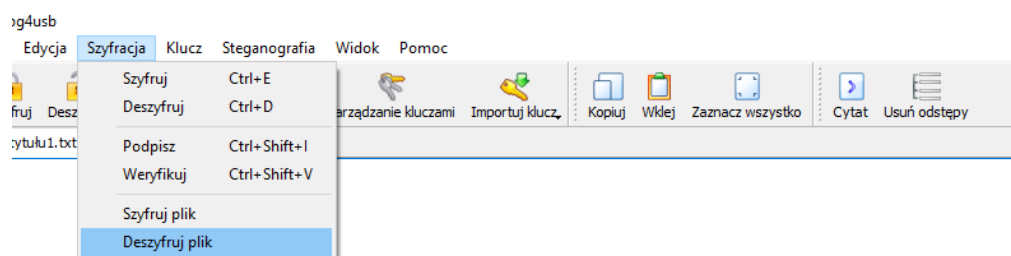 pg4usb
Edycja Szyfracja Klucz Steganografia Widok Pomoc
Szyfruj Ctrl+E
Deszyfruj Ctrl+D
fruj Desz arządzanie kluczami Importuj klucz Kopiuj Wklej Zaznacz wszystko Cytat Usuń odstępy
ytułu1.txt
Podpisz Ctrl+Shift+I
Weryfikuj Ctrl+Shift+V
Szyfruj plik
Deszyfruj plik